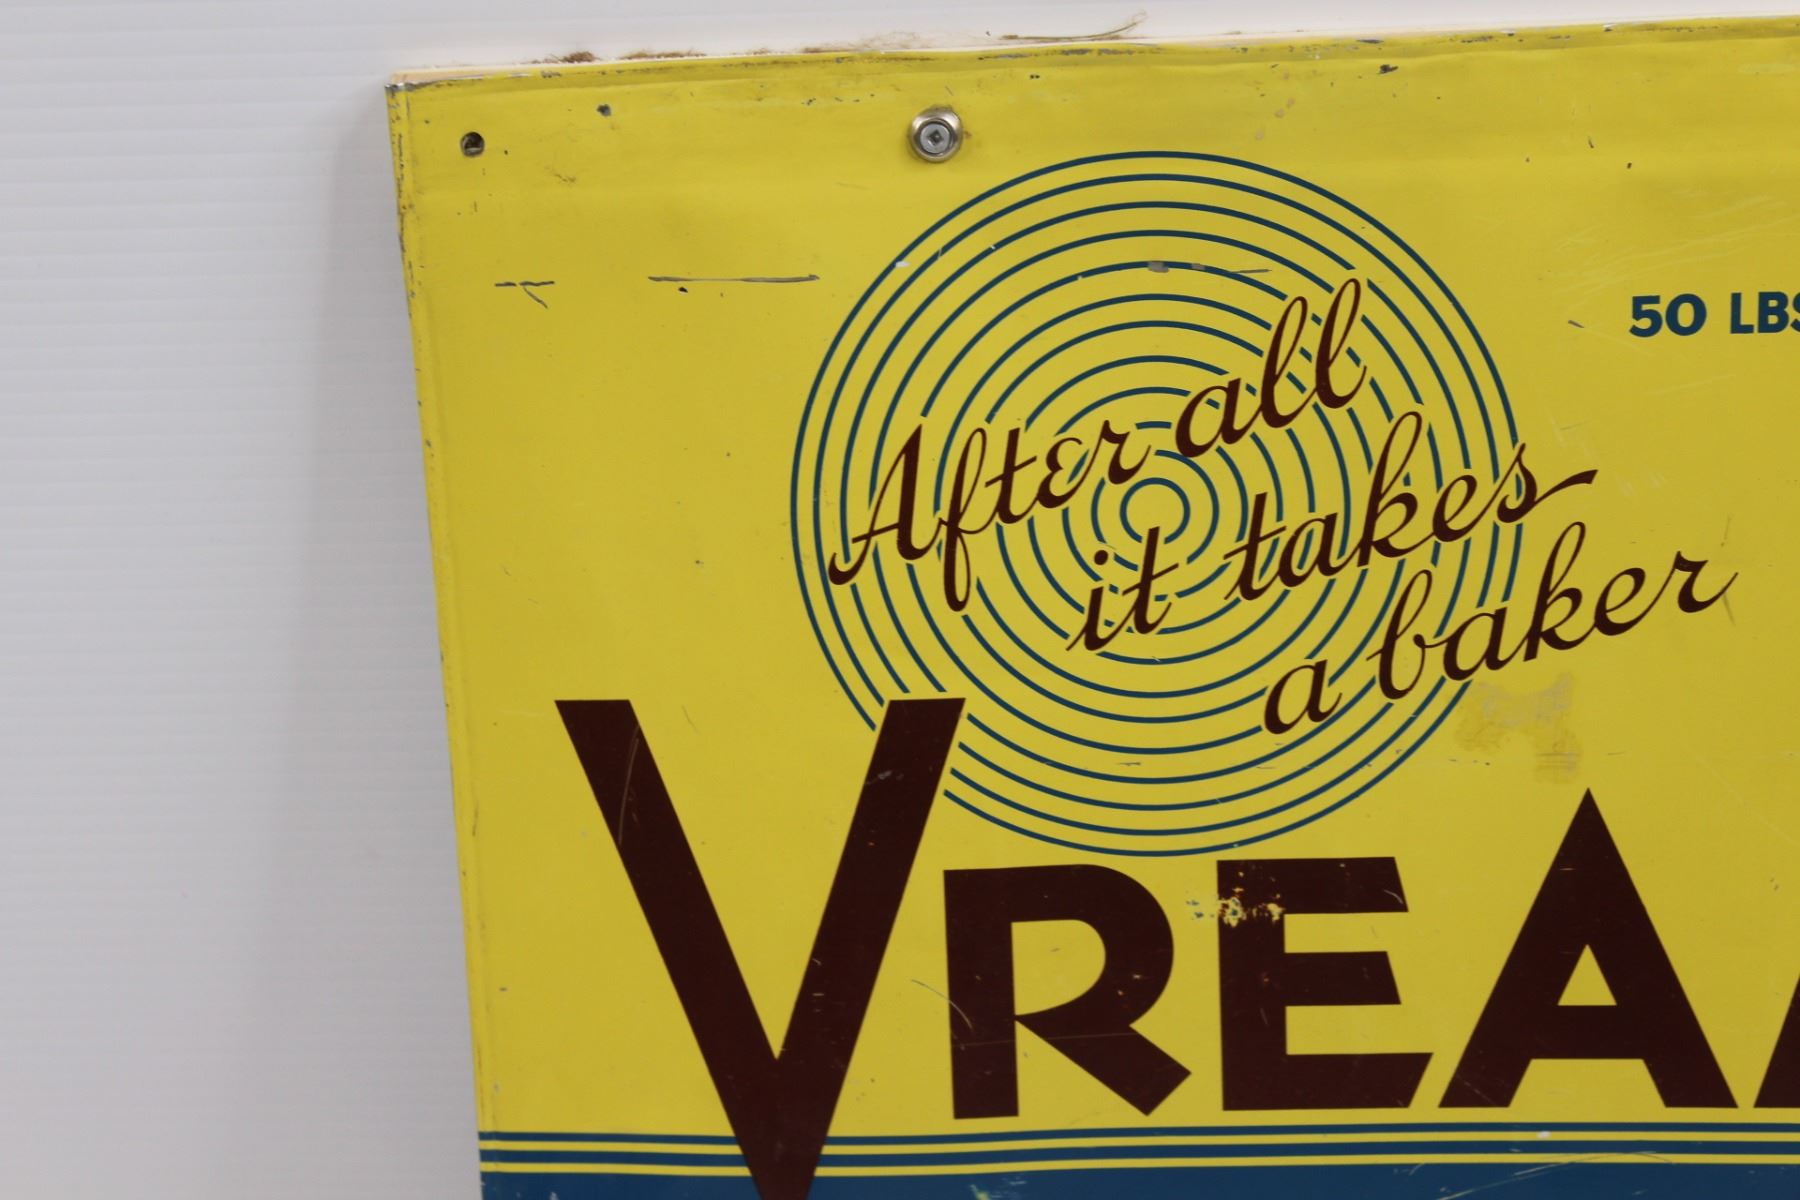 50 LBS
After all
it takes
a baker
VREA